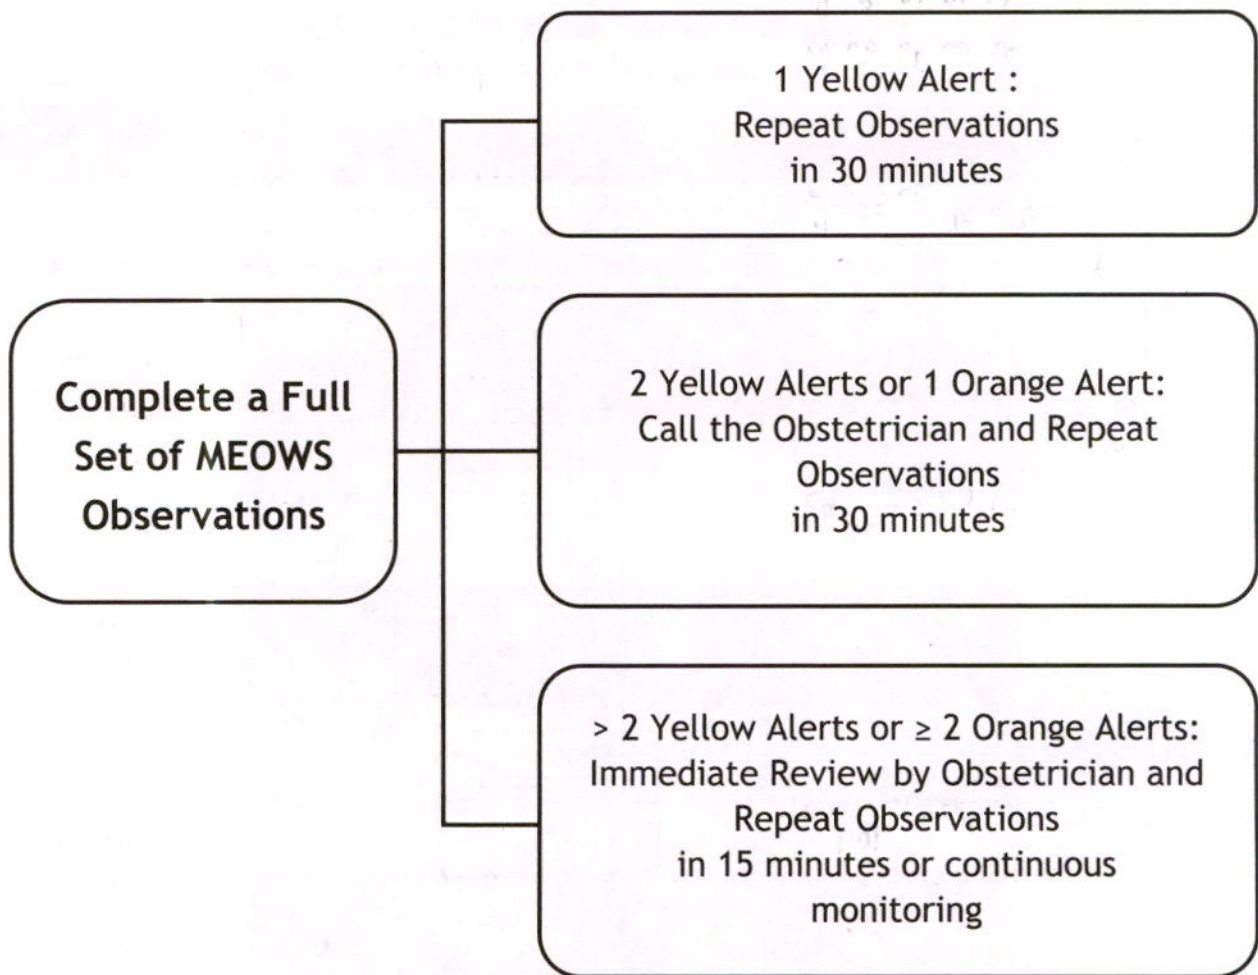 Complete a Full
Set of MEOWS
Observations
1 Yellow Alert :
Repeat Observations
in 30 minutes
2 Yellow Alerts or 1 Orange Alert:
Call the Obstetrician and Repeat
Observations
in 30 minutes
> 2 Yellow Alerts or ≥ 2 Orange Alerts:
Immediate Review by Obstetrician and
Repeat Observations
in 15 minutes or continuous
monitoring